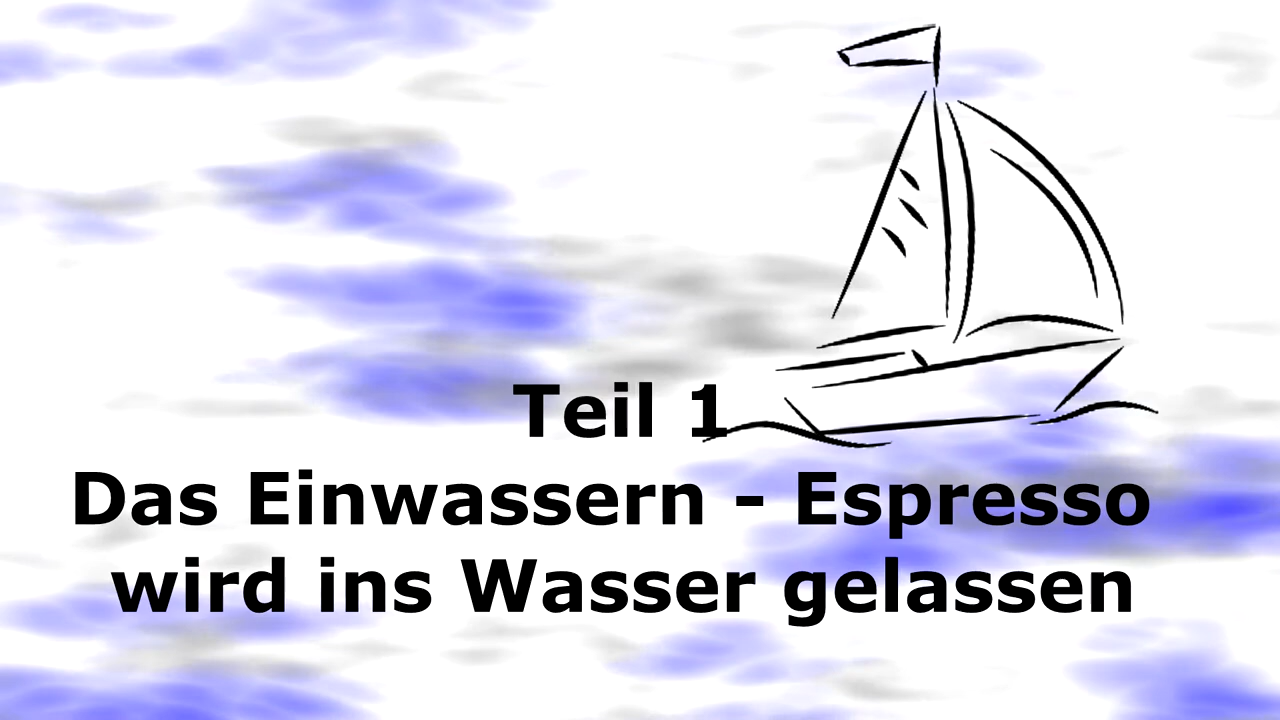 Teil 1
Das Einwassern - Espresso
wird ins Wasser gelassen